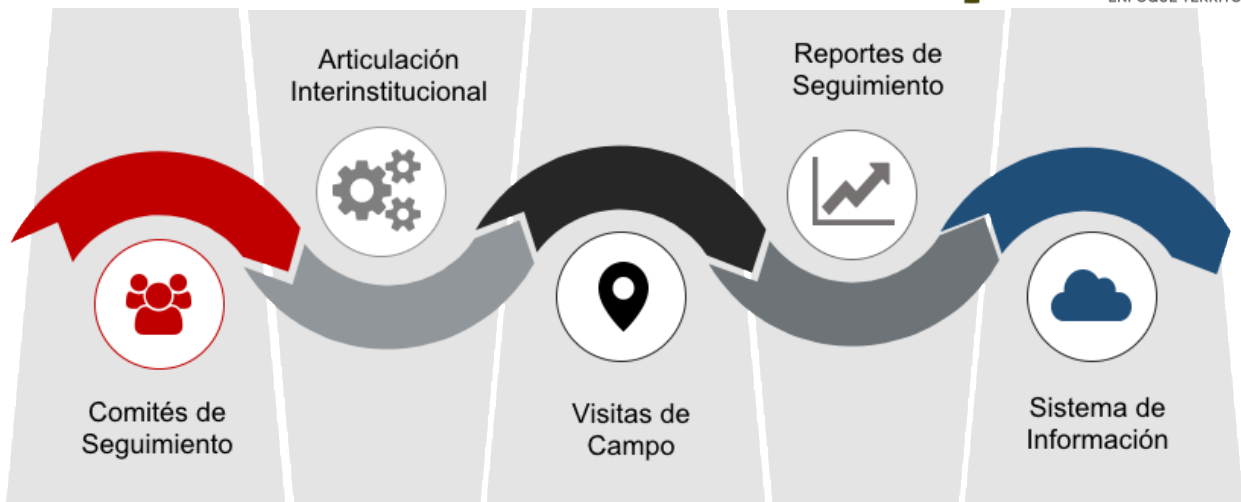 Articulación
Interinstitucional
Reportes de
Seguimiento
Comités de
Seguimiento
Visitas de
Campo
Sistema de
Información